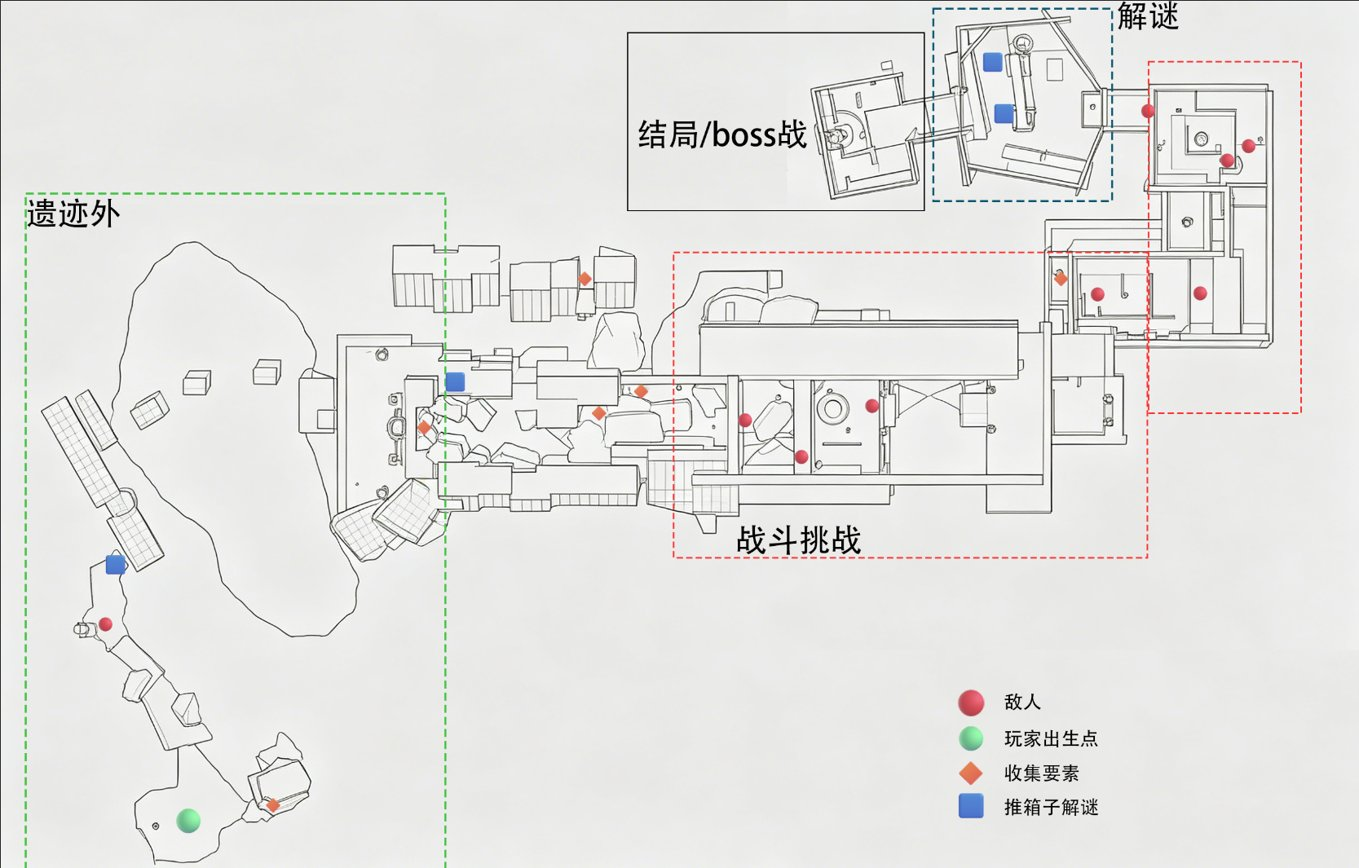 解谜
结局/boss战
遗迹外
战斗挑战
敌人
玩家出生点
收集要素
推箱子解谜